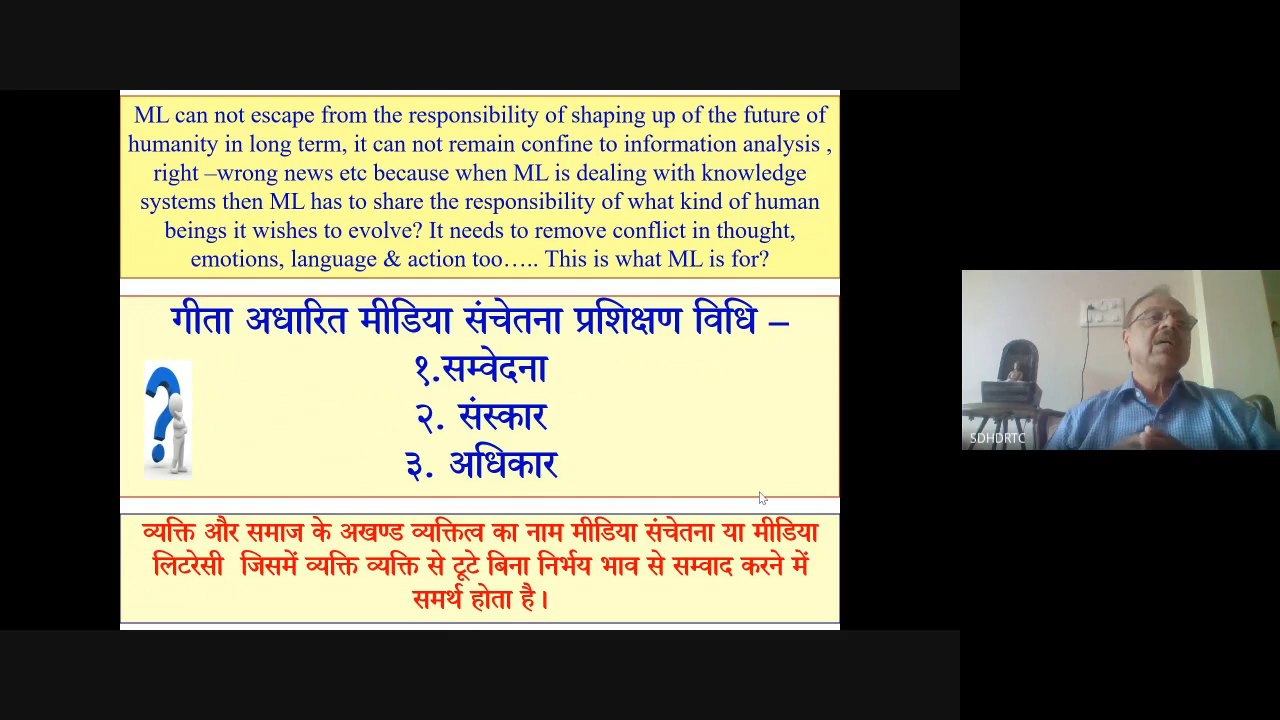 ML can not escape from the responsibility of shaping up of the future of
humanity in long term, it can not remain confine to information analysis ,
right –wrong news etc because when ML is dealing with knowledge
systems then ML has to share the responsibility of what kind of human
beings it wishes to evolve? It needs to remove conflict in thought,
emotions, language & action too….. This is what ML is for?
गीता अधारित मीडिया संचेतना प्रशिक्षण विधि –
१.सम्वेदना
२. संस्कार
३. अधिकार
व्यक्ति और समाज के अखण्ड व्यक्तित्व का नाम मीडिया संचेतना या मीडिया
लिटरेसी जिसमें व्यक्ति व्यक्ति से टूटे बिना निर्भय भाव से सम्वाद करने में
समर्थ होता है।
SDHDRTC